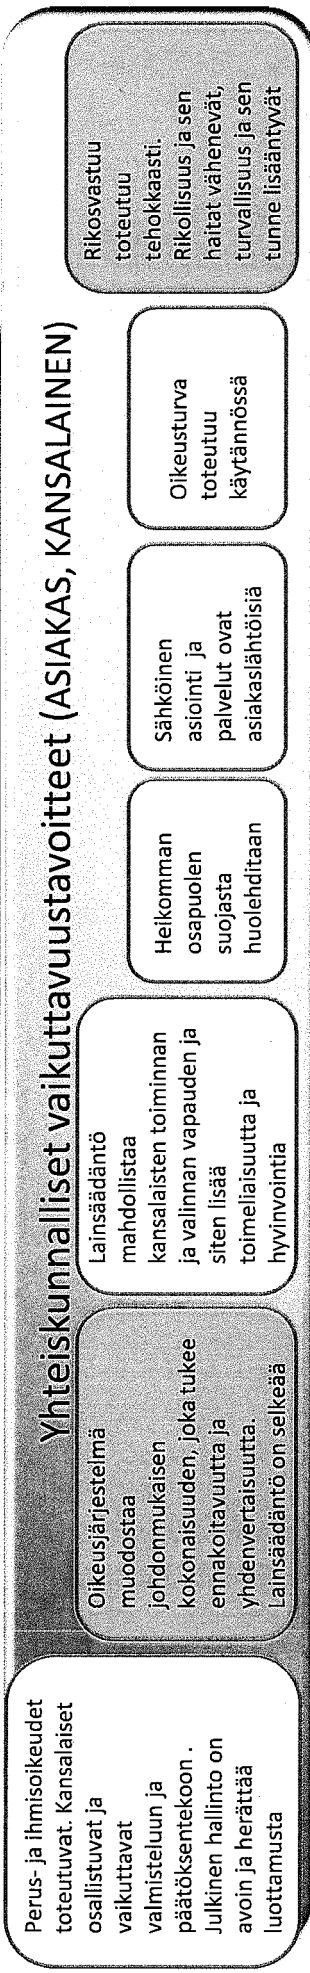 Yhteiskunnalliset vaikuttavuustavoitteet (ASIAKAS, KANSALAINEN)
Perus- ja ihmisoikeudet
toteutuvat. Kansalaiset
osallistuvat ja
vaikuttavat
valmisteluun ja
päätöksentekoon .
Julkinen hallinto on
avoin ja herättää
luottamusta
Oikeusjärjestelmä
muodostaa
johdonmukaisen
kokonaisuuden, joka tukee
ennakoitavuutta ja
yhdenvertaisuutta.
Lainsäädäntö on selkeää
Lainsäädäntö
mahdollistaa
kansalaisten toiminnan
ja valinnan vapauden ja
siten lisää
toimeliaisuutta ja
hyvinvointia
Heikomman
osapuolen
suojasta
huolehditaan
Sähköinen
asiointi ja
palvelut ovat
asiakaslähtöisiä
Oikeusturva
toteutuu
käytännössä
Rikosvastuu
toteutuu
tehokkaasti.
Rikollisuus ja sen
haitat vähenevät,
turvallisuus ja sen
tunne lisääntyvät